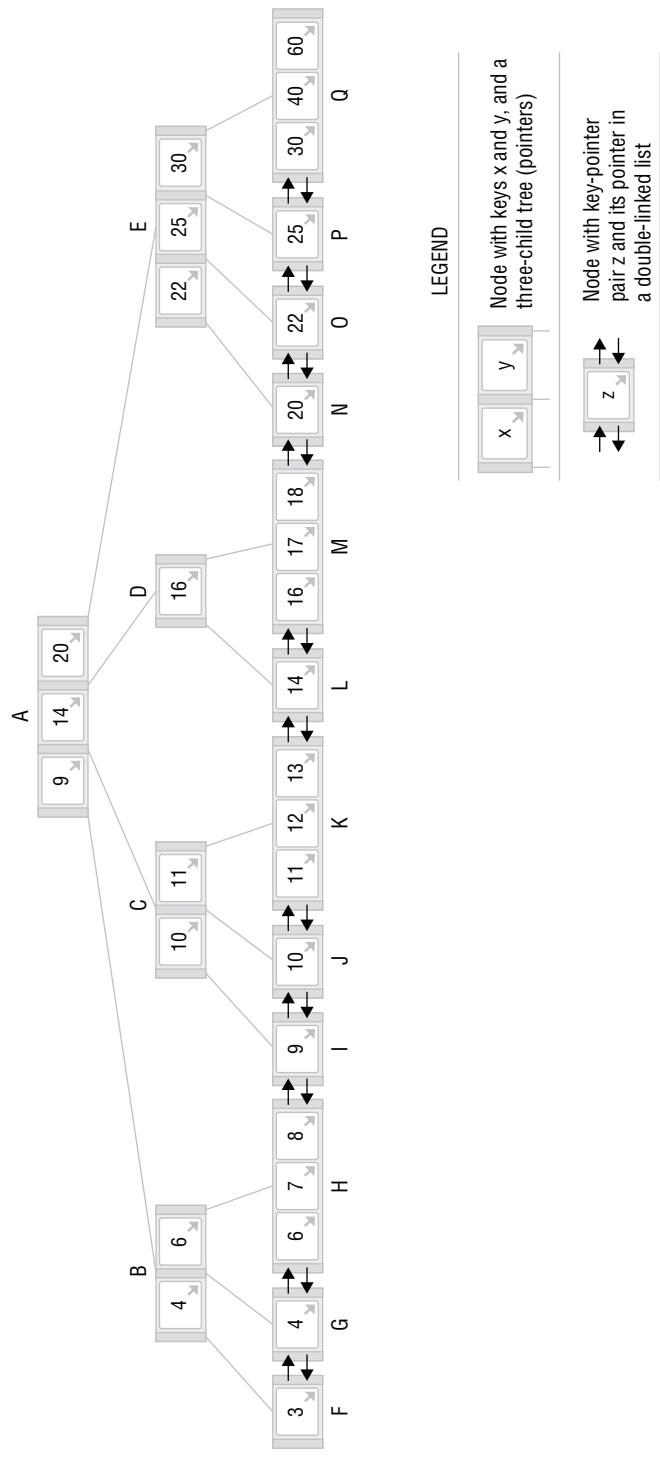 A
9 14 20
B C D E
4 6 10 11 16 22 25 30
3 4 6 7 8 9 10 11 12 13 14 16 17 18 20 22 25 30 40 60
F G H I J K L M N O P Q
LEGEND
x y
Node with keys x and y, and a
three-child tree (pointers)
z
Node with key-pointer
pair z and its pointer in
a double-linked list